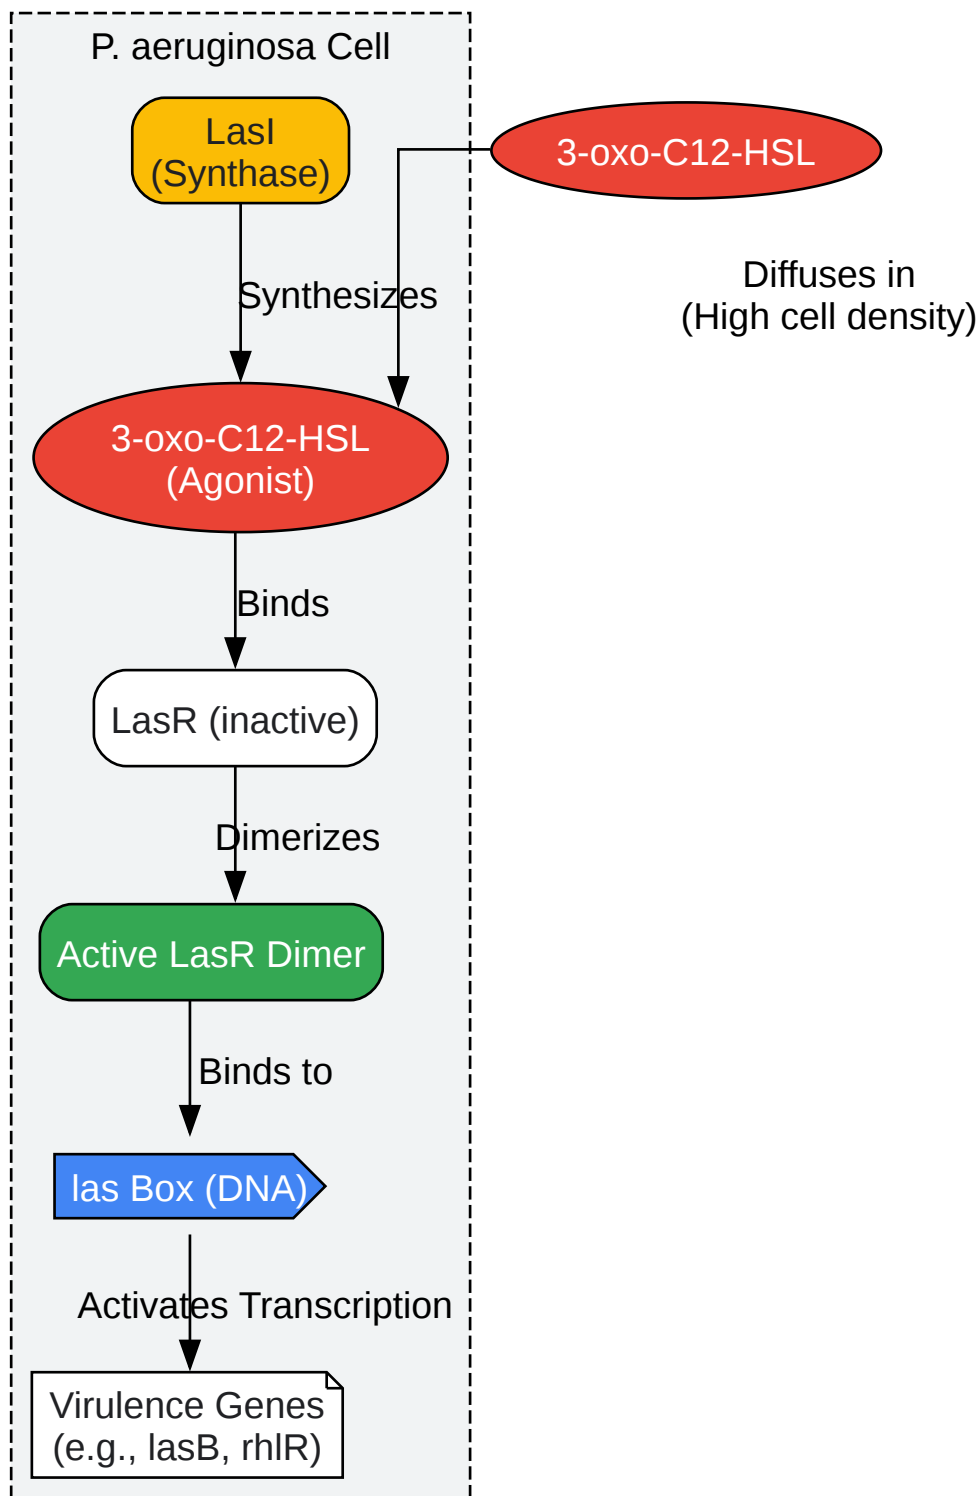 P. aeruginosa Cell
LasI
(Synthase)
3-oxo-C12-HSL
Synthesizes
Diffuses in
(High cell density)
3-oxo-C12-HSL
(Agonist)
Binds
LasR (inactive)
Dimerizes
Active LasR Dimer
Binds to
las Box (DNA)
Activates Transcription
Virulence Genes
(e.g., lasB, rhlR)